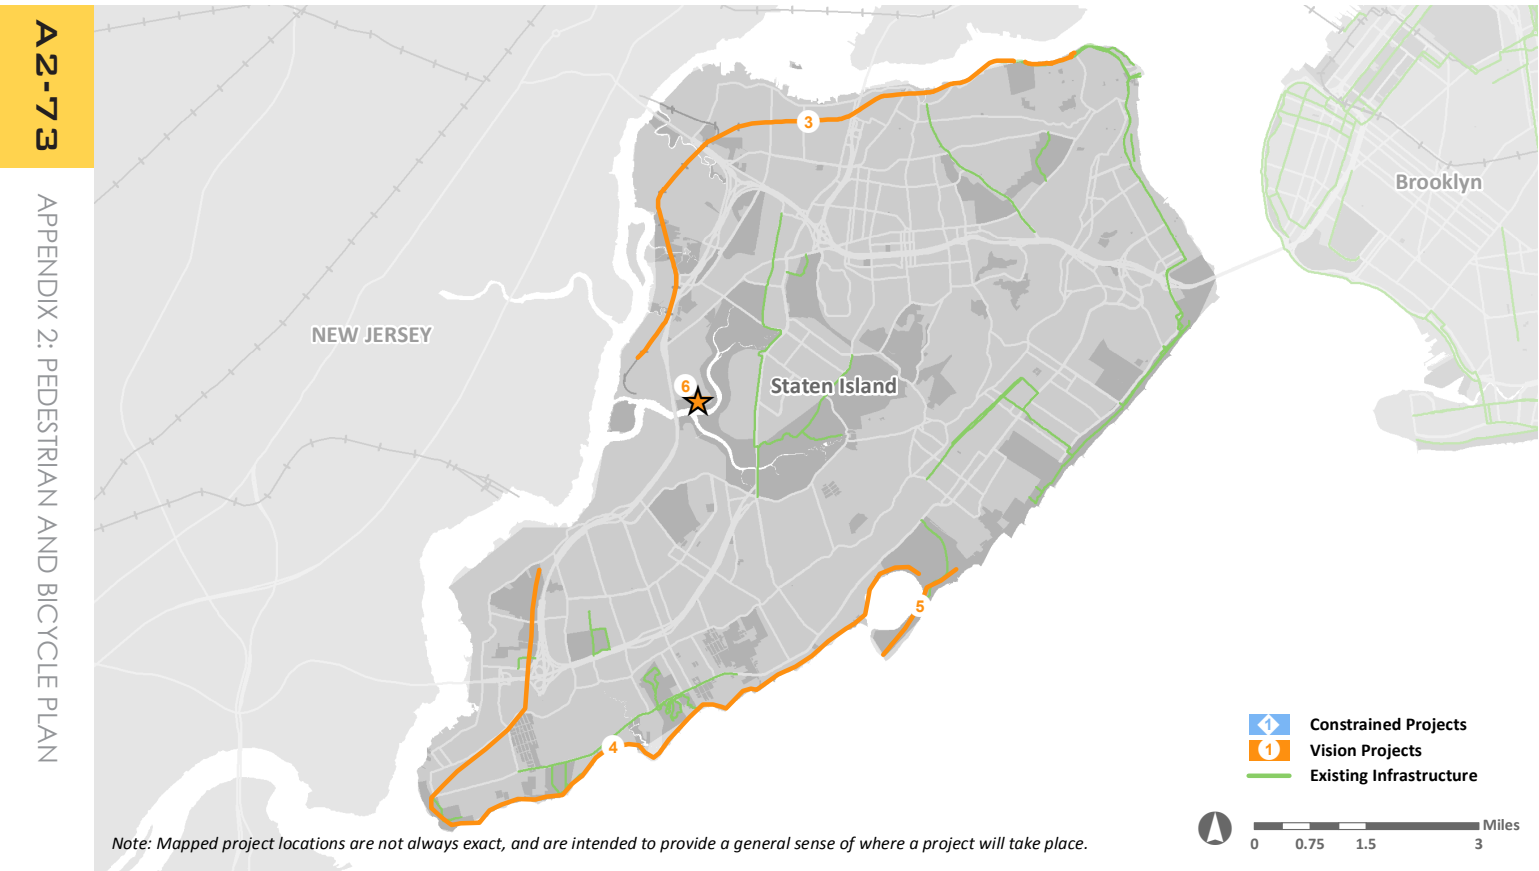 A2-73
APPENDIX 2: PEDESTRIAN AND BICYCLE PLAN
3
Brooklyn
NEW JERSEY
6
Staten Island
5
4
1 Constrained Projects
1 Vision Projects
Existing Infrastructure
Miles
0 0.75 1.5 3
Note: Mapped project locations are not always exact, and are intended to provide a general sense of where a project will take place.